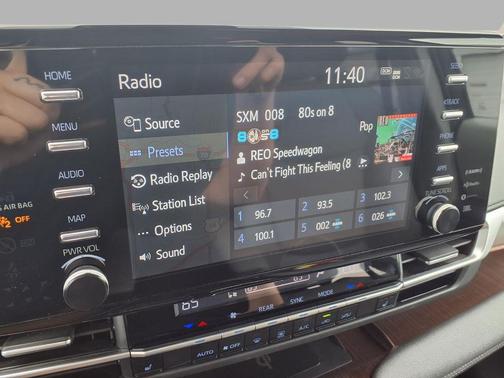 HOME
MENU
AUDIO
MAP
PWR VOL
AIR BAG
2 OFF
Radio
11:40
Source
Presets
Radio Replay
Station List
Options
Sound
SXM 008 80s on 8
Pop
REO Speedwagon
Can't Fight This Feeling (8
1 96.7
2 93.5
3 102.3
4 100.1
5 002
6 026
SEEK
TRACK
PHONE
APPS
TUNE SCROLL
JBL
REAR
SYNC
MODE
AUTO
OFF
A/C